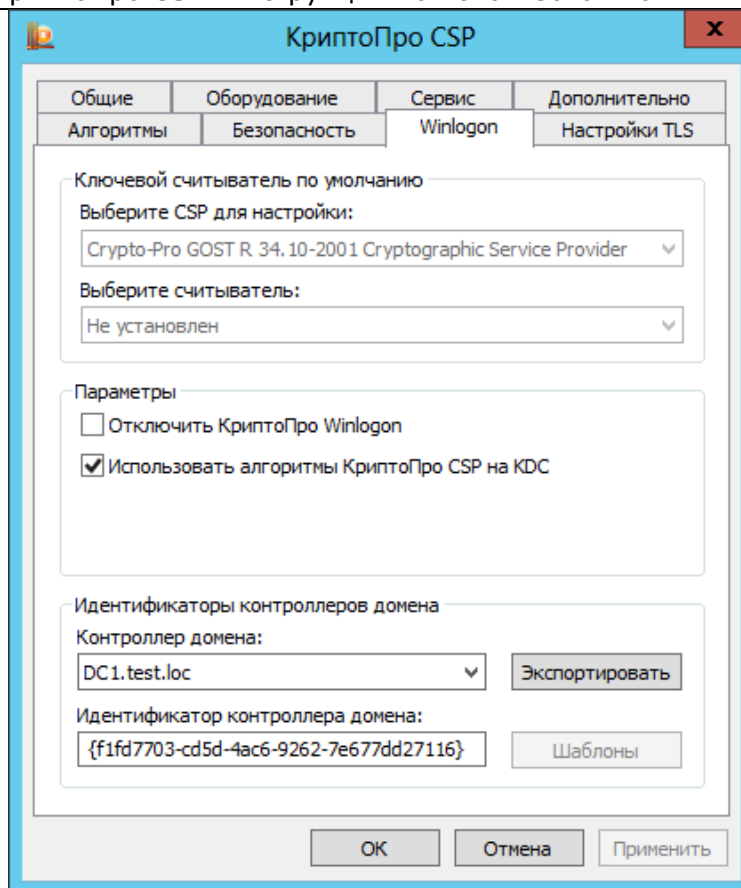 КриптоПро CSP
x
Общие Оборудование Сервис Дополнительно
Алгоритмы Безопасность Winlogon Настройки TLS
Ключевой считыватель по умолчанию
Выберите CSP для настройки:
Crypto-Pro GOST R 34.10-2001 Cryptographic Service Provider
Выберите считыватель:
Не установлен
Параметры
Отключить КриптоПро Winlogon
Использовать алгоритмы КриптоПро CSP на KDC
Идентификаторы контроллеров домена
Контроллер домена:
DC1.test.loc Экспортировать
Идентификатор контроллера домена:
{f1fd7703-cd5d-4ac6-9262-7e677dd27116} Шаблоны
ОК Отмена Применить